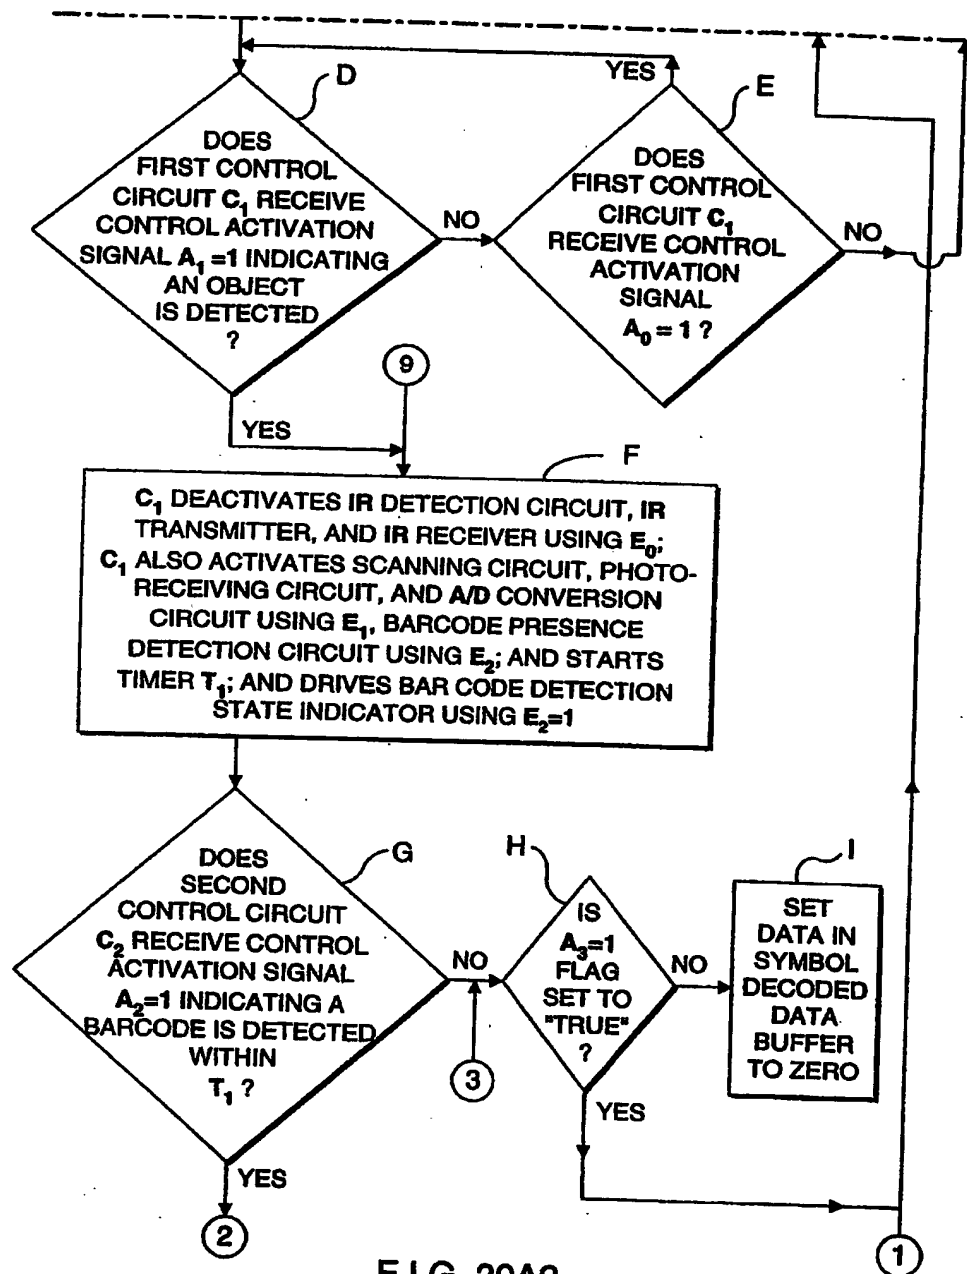 YES
D
E
DOES
FIRST CONTROL
CIRCUIT C1 RECEIVE
CONTROL ACTIVATION
SIGNAL A1 =1 INDICATING
AN OBJECT
IS DETECTED
?
NO
DOES
FIRST CONTROL
CIRCUIT C1
RECEIVE CONTROL
ACTIVATION
SIGNAL
A0 = 1 ?
NO
9
YES
F
C1 DEACTIVATES IR DETECTION CIRCUIT, IR
TRANSMITTER, AND IR RECEIVER USING E0;
C1 ALSO ACTIVATES SCANNING CIRCUIT, PHOTO-
RECEIVING CIRCUIT, AND A/D CONVERSION
CIRCUIT USING E1, BARCODE PRESENCE
DETECTION CIRCUIT USING E2; AND STARTS
TIMER T1; AND DRIVES BAR CODE DETECTION
STATE INDICATOR USING E2=1
G
DOES
SECOND
CONTROL CIRCUIT
C2 RECEIVE CONTROL
ACTIVATION SIGNAL
A2=1 INDICATING A
BARCODE IS DETECTED
WITHIN
T1 ?
NO
3
H
IS
A3=1
FLAG
SET TO
"TRUE"
?
NO
I
SET
DATA IN
SYMBOL
DECODED
DATA
BUFFER
TO ZERO
YES
YES
2
1
FIG. 20A2